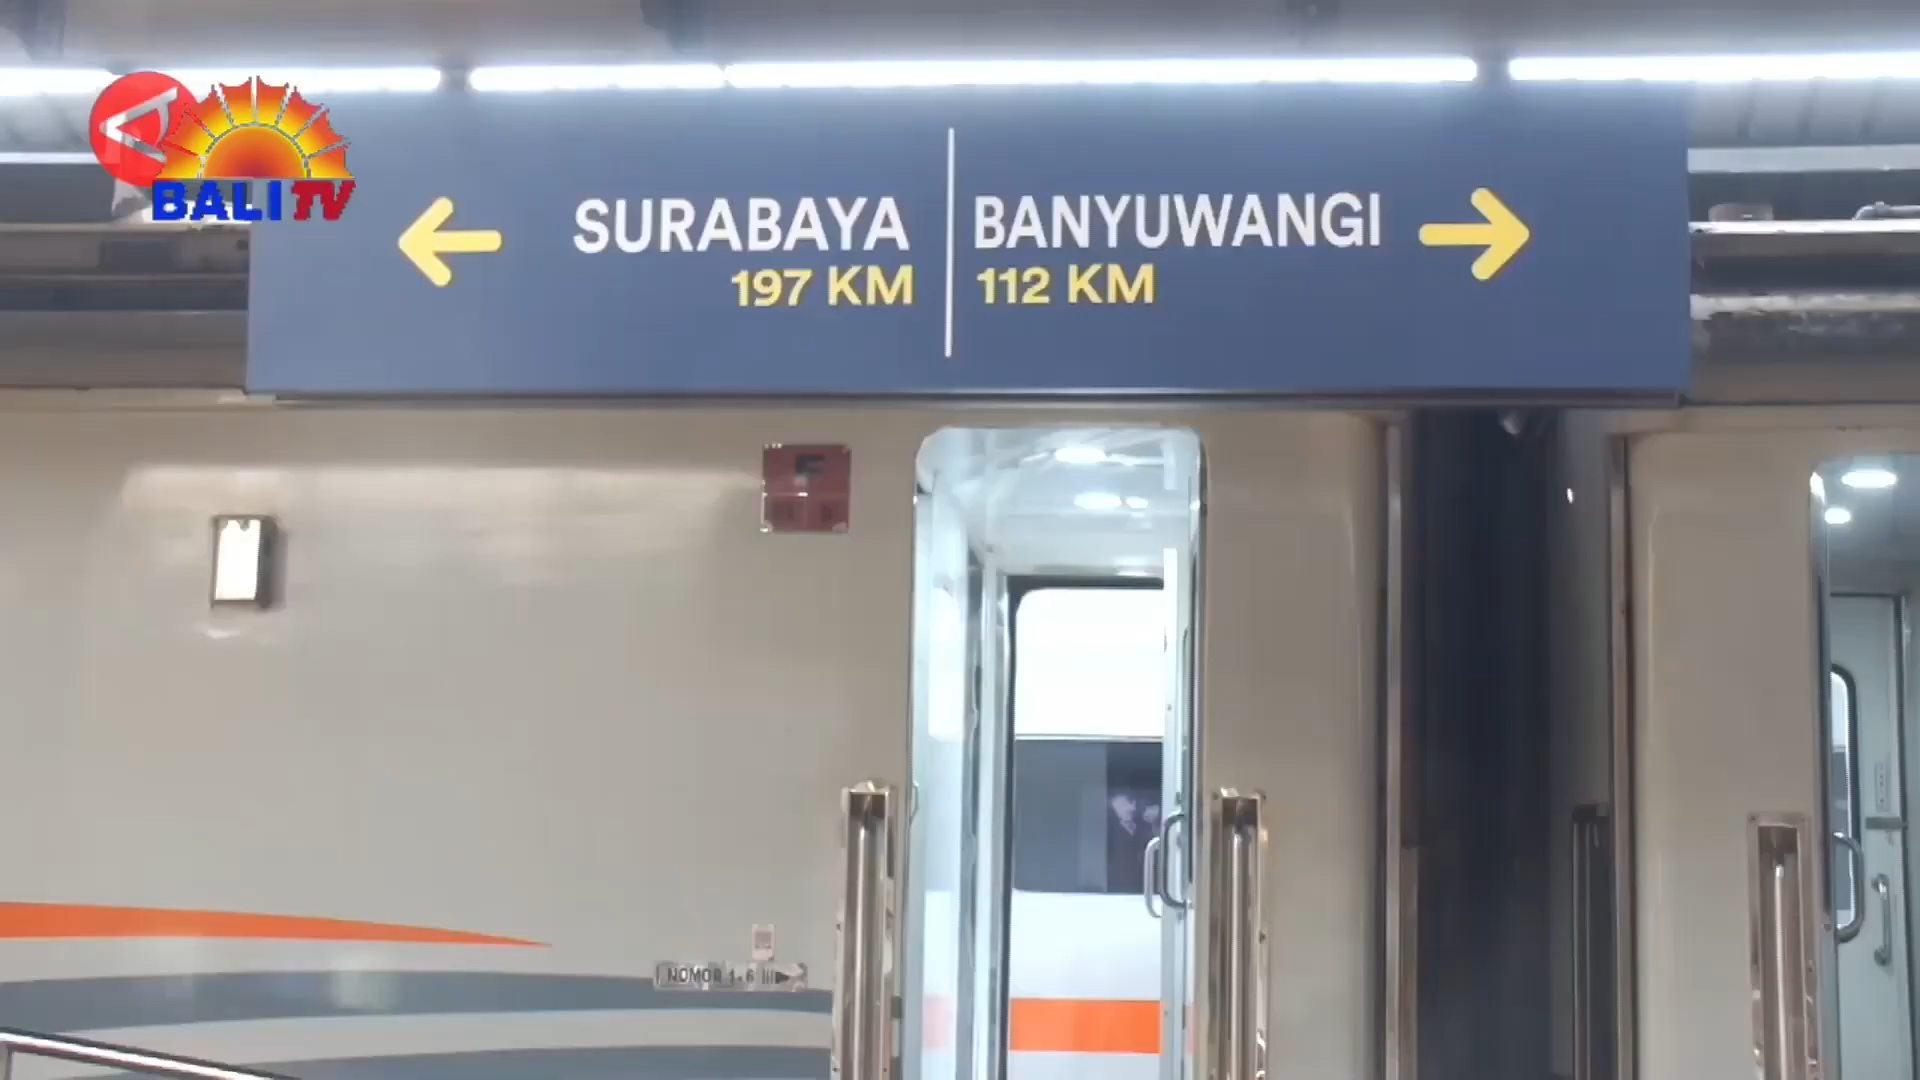 BALI TV
SURABAYA
197 KM
BANYUWANGI
112 KM
F
NOMOR 1-6